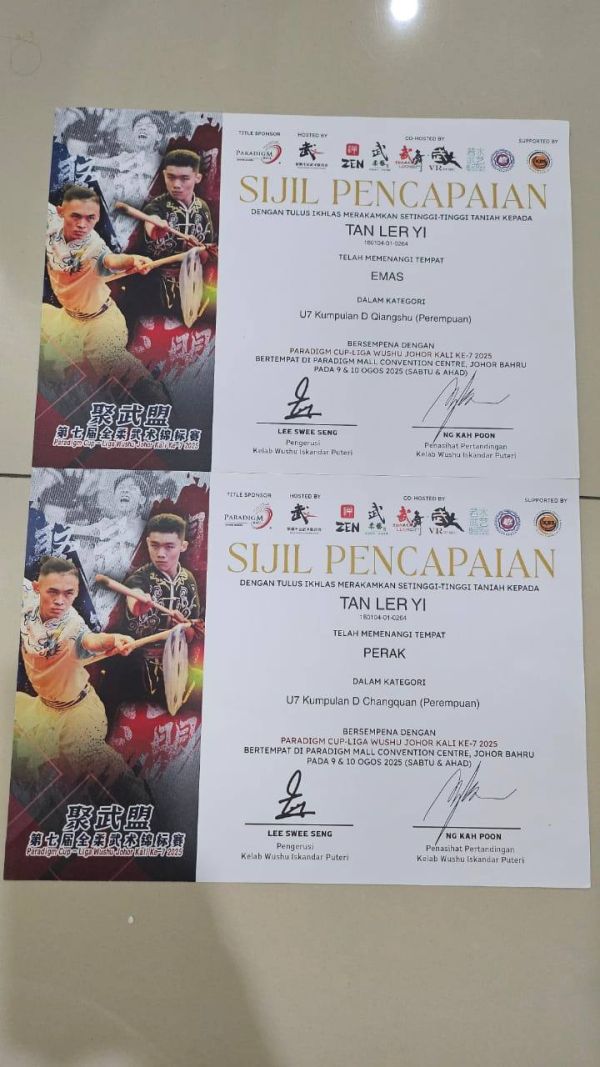 TITLE SPONSOR
HOSTED BY
CO-HOSTED BY
SUPPORTED BY
PARADIGM
ZEN
VR
SIJIL PENCAPAIAN
DENGAN TULUS IKHLAS MERAKAMKAN SETINGGI-TINGGI TANIAH KEPADA
TAN LER YI
180104-01-0264
TELAH MEMENANGI TEMPAT
EMAS
DALAM KATEGORI
U7 Kumpulan D Qiangshu (Perempuan)
BERSEMPENA DENGAN
PARADIGM CUP-LIGA WUSHU JOHOR KALI KE-7 2025
BERTEMPAT DI PARADIGM MALL CONVENTION CENTRE, JOHOR BAHRU
PADA 9 & 10 OGOS 2025 (SABTU & AHAD)
LEE SWEE SENG
Pengerusi
Kelab Wushu Iskandar Puteri
NG KAH POON
Penasihat Pertandingan
Kelab Wushu Iskandar Puteri
聚武盟
第七届全柔武术锦标赛
Paradigm Cup - Liga Wushu Johor Kali Ke-7 2025
TITLE SPONSOR
HOSTED BY
CO-HOSTED BY
SUPPORTED BY
PARADIGM
ZEN
VR
SIJIL PENCAPAIAN
DENGAN TULUS IKHLAS MERAKAMKAN SETINGGI-TINGGI TANIAH KEPADA
TAN LER YI
180104-01-0264
TELAH MEMENANGI TEMPAT
PERAK
DALAM KATEGORI
U7 Kumpulan D Changquan (Perempuan)
BERSEMPENA DENGAN
PARADIGM CUP-LIGA WUSHU JOHOR KALI KE-7 2025
BERTEMPAT DI PARADIGM MALL CONVENTION CENTRE, JOHOR BAHRU
PADA 9 & 10 OGOS 2025 (SABTU & AHAD)
LEE SWEE SENG
Pengerusi
Kelab Wushu Iskandar Puteri
NG KAH POON
Penasihat Pertandingan
Kelab Wushu Iskandar Puteri
聚武盟
第七届全柔武术锦标赛
Paradigm Cup - Liga Wushu Johor Kali Ke-7 2025